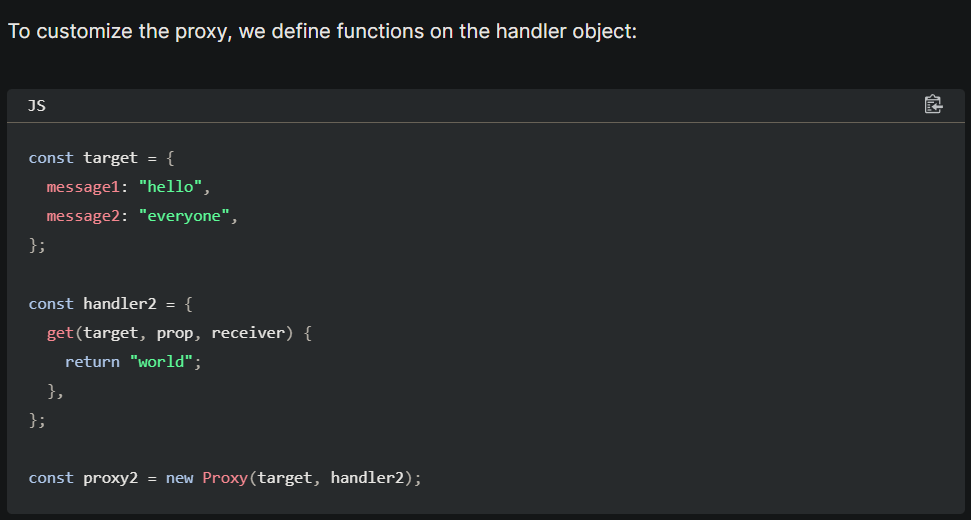 To customize the proxy, we define functions on the handler object:
JS
const target = {
  message1: "hello",
  message2: "everyone",
};

const handler2 = {
  get(target, prop, receiver) {
    return "world";
  },
};

const proxy2 = new Proxy(target, handler2);